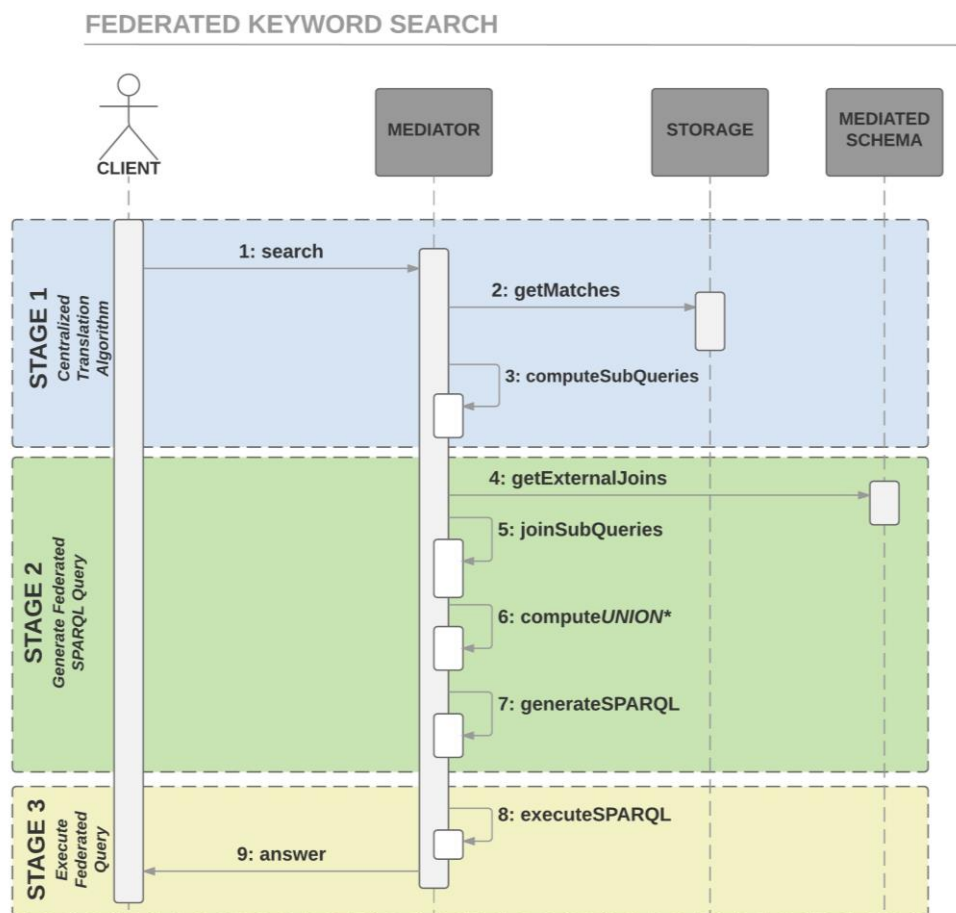 FEDERATED KEYWORD SEARCH
CLIENT
MEDIATOR
STORAGE
MEDIATED
SCHEMA
STAGE 1
Centralized
Translation
Algorithm
1: search
2: getMatches
3: computeSubQueries
STAGE 2
Generate Federated
SPARQL Query
4: getExternalJoins
5: joinSubQueries
6: computeUNION*
7: generateSPARQL
STAGE 3
Execute
Federated
Query
8: executeSPARQL
9: answer